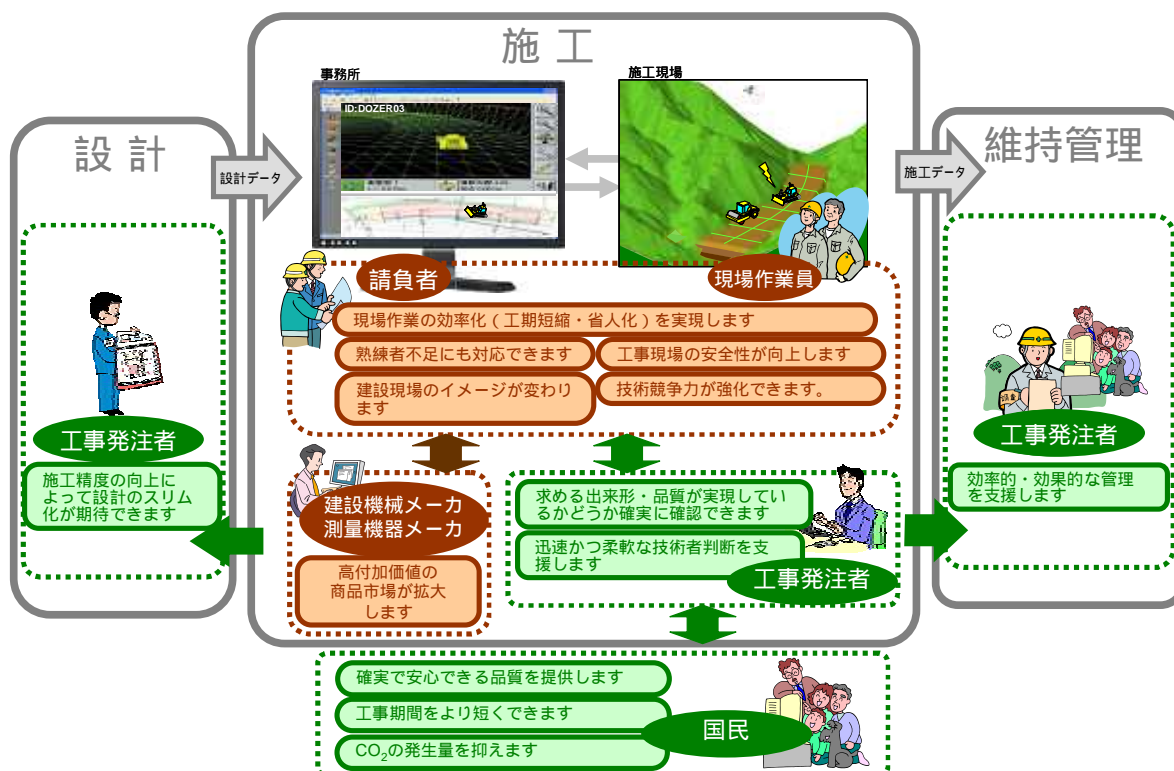 施工
事務所
施工現場
ID:DOZER03
設計
設計データ
施工データ
維持管理
請負者
現場作業員
現場作業の効率化（工期短縮・省人化）を実現します
熟練者不足にも対応できます
工事現場の安全性が向上します
建設現場のイメージが変わり
ます
技術競争力が強化できます。
工事発注者
施工精度の向上に
よって設計のスリム
化が期待できます
建設機械メーカ
測量機器メーカ
高付加価値の
商品市場が拡大
します
求める出来形・品質が実現してい
るかどうか確実に確認できます
迅速かつ柔軟な技術者判断を支
援します
工事発注者
工事発注者
効率的・効果的な管理
を支援します
確実で安心できる品質を提供します
工事期間をより短くできます
CO₂の発生量を抑えます
国民